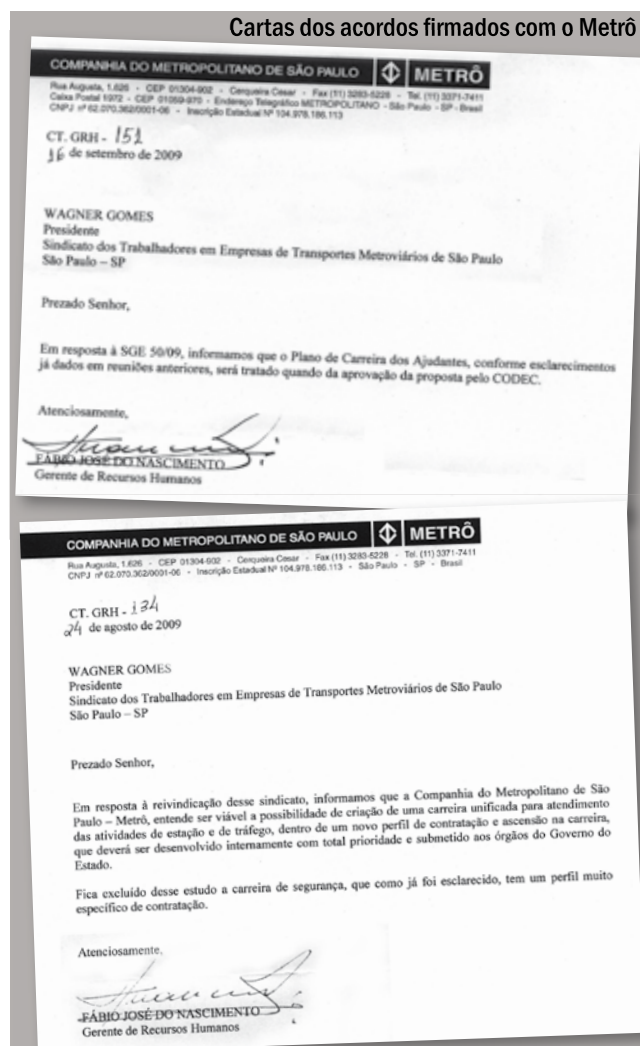 Cartas dos acordos firmados com o Metrô
COMPANHIA DO METROPOLITANO DE SÃO PAULO METRÔ
Rua Augusta, 1.626 - CEP 01304-902 - Cerqueira Cesar - Fax (11) 3283-5228 - Tel. (11) 3371-7411
Caixa Postal 1972 - CEP 01059-970 - Endereço Telegráfico METROPOLITANO - São Paulo - SP - Brasil
CNPJ nº 62.070.362/0001-06 - Inscrição Estadual Nº 104.978.186.113
CT. GRH - 151
16 de setembro de 2009
WAGNER GOMES
Presidente
Sindicato dos Trabalhadores em Empresas de Transportes Metroviários de São Paulo
São Paulo – SP
Prezado Senhor,
Em resposta à SGE 50/09, informamos que o Plano de Carreira dos Ajudantes, conforme esclarecimentos
já dados em reuniões anteriores, será tratado quando da aprovação da proposta pelo CODEC.
Atenciosamente,
FÁBIO JOSÉ DO NASCIMENTO
Gerente de Recursos Humanos
COMPANHIA DO METROPOLITANO DE SÃO PAULO METRÔ
Rua Augusta, 1.626 - CEP 01304-902 - Cerqueira Cesar - Fax (11) 3283-5228 - Tel. (11) 3371-7411
CNPJ nº 62.070.362/0001-06 - Inscrição Estadual Nº 104.978.186.113 - São Paulo - SP - Brasil
CT. GRH - 134
24 de agosto de 2009
WAGNER GOMES
Presidente
Sindicato dos Trabalhadores em Empresas de Transportes Metroviários de São Paulo
São Paulo – SP
Prezado Senhor,
Em resposta à reivindicação desse sindicato, informamos que a Companhia do Metropolitano de São
Paulo – Metrô, entende ser viável a possibilidade de criação de uma carreira unificada para atendimento
das atividades de estação e de tráfego, dentro de um novo perfil de contratação e ascensão na carreira,
que deverá ser desenvolvido internamente com total prioridade e submetido aos órgãos do Governo do
Estado.
Fica excluído desse estudo a carreira de segurança, que como já foi esclarecido, tem um perfil muito
específico de contratação.
Atenciosamente,
FÁBIO JOSÉ DO NASCIMENTO
Gerente de Recursos Humanos